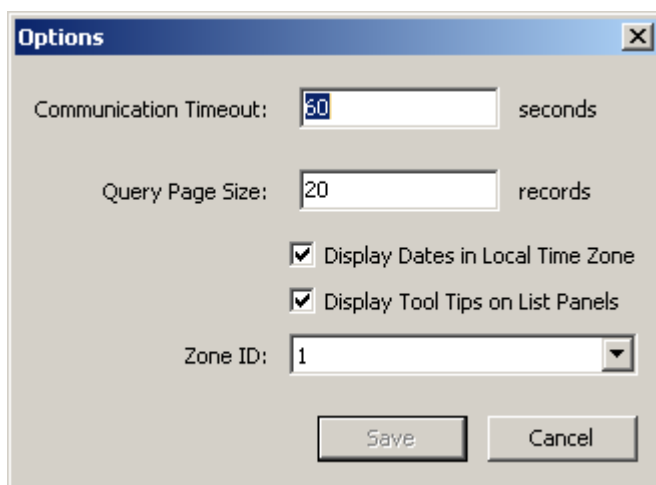 Options
Communication Timeout: 60 seconds
Query Page Size: 20 records
Display Dates in Local Time Zone
Display Tool Tips on List Panels
Zone ID: 1
Save Cancel